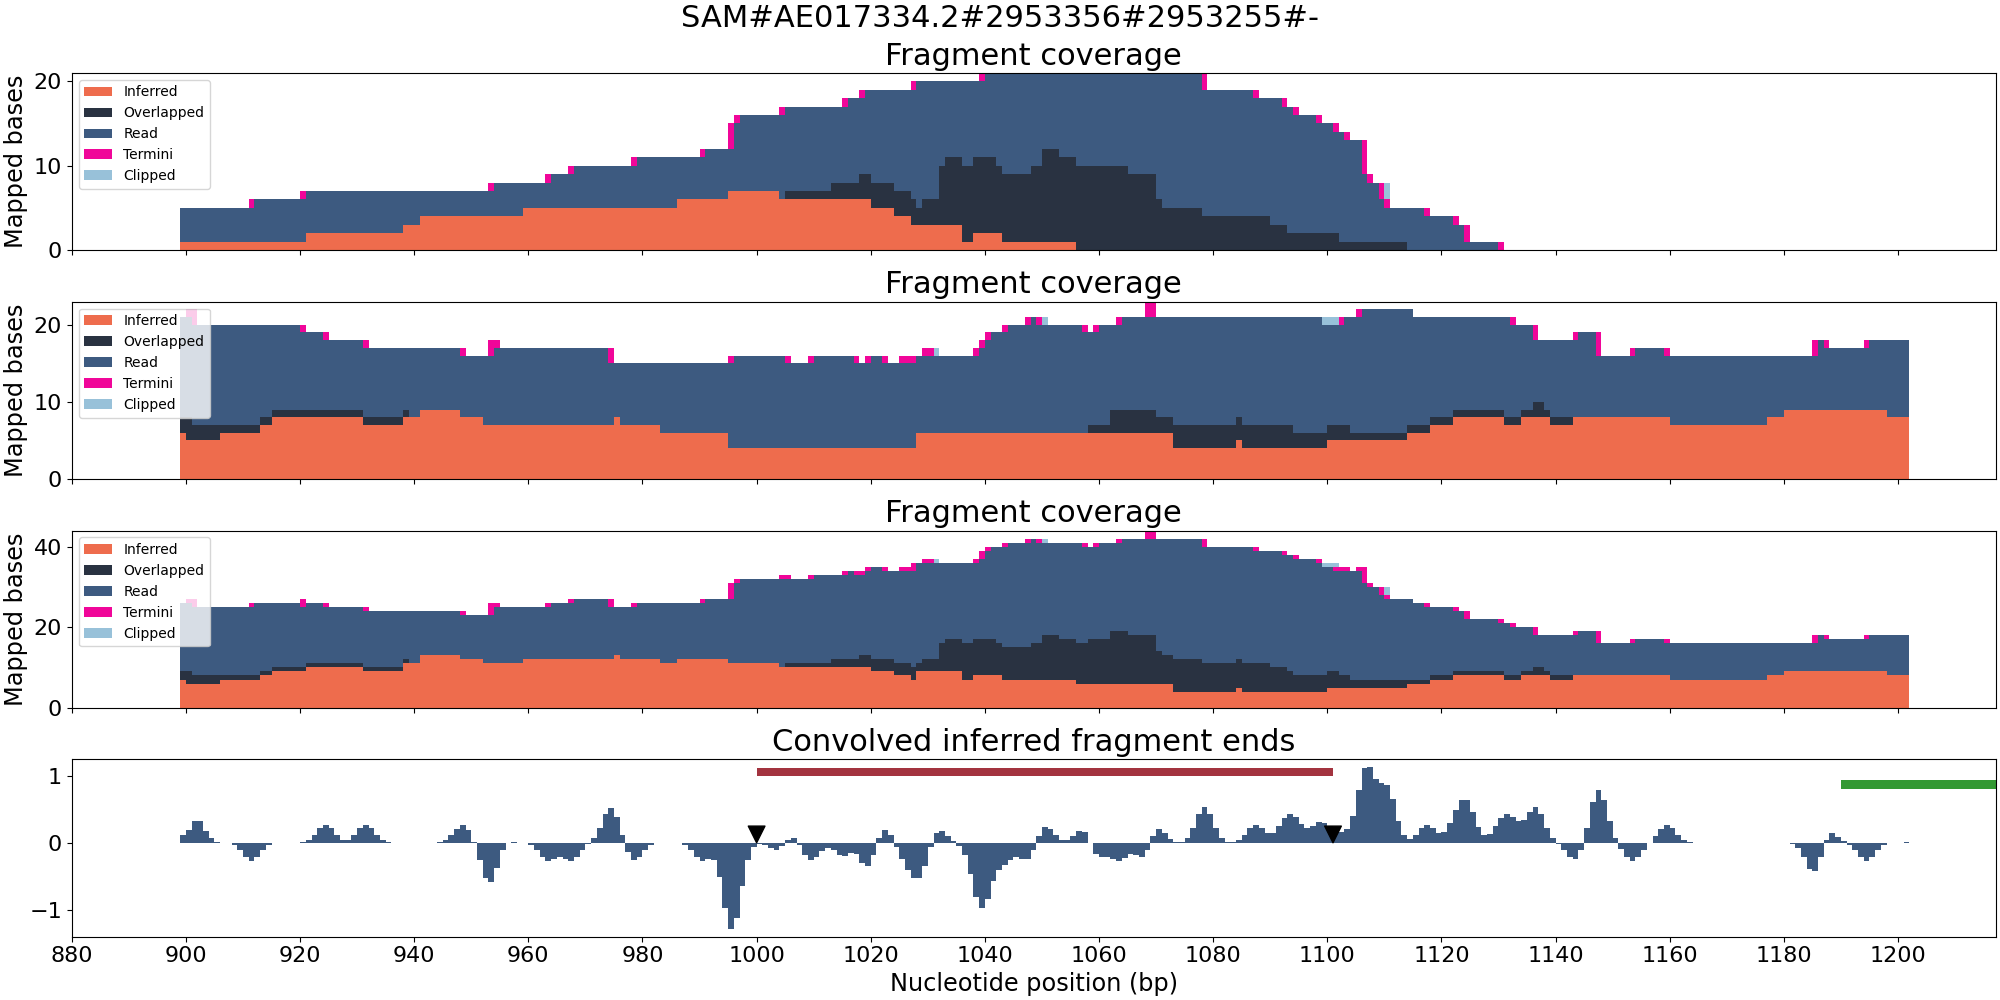 SAM#AE017334.2#2953356#2953255#-
Fragment coverage
Mapped bases
20
10
0
Inferred
Overlapped
Read
Termini
Clipped
Fragment coverage
Mapped bases
20
10
0
Inferred
Overlapped
Read
Termini
Clipped
Fragment coverage
Mapped bases
40
20
0
Inferred
Overlapped
Read
Termini
Clipped
Convolved inferred fragment ends
1
0
−1
880 900 920 940 960 980 1000 1020 1040 1060 1080 1100 1120 1140 1160 1180 1200
Nucleotide position (bp)